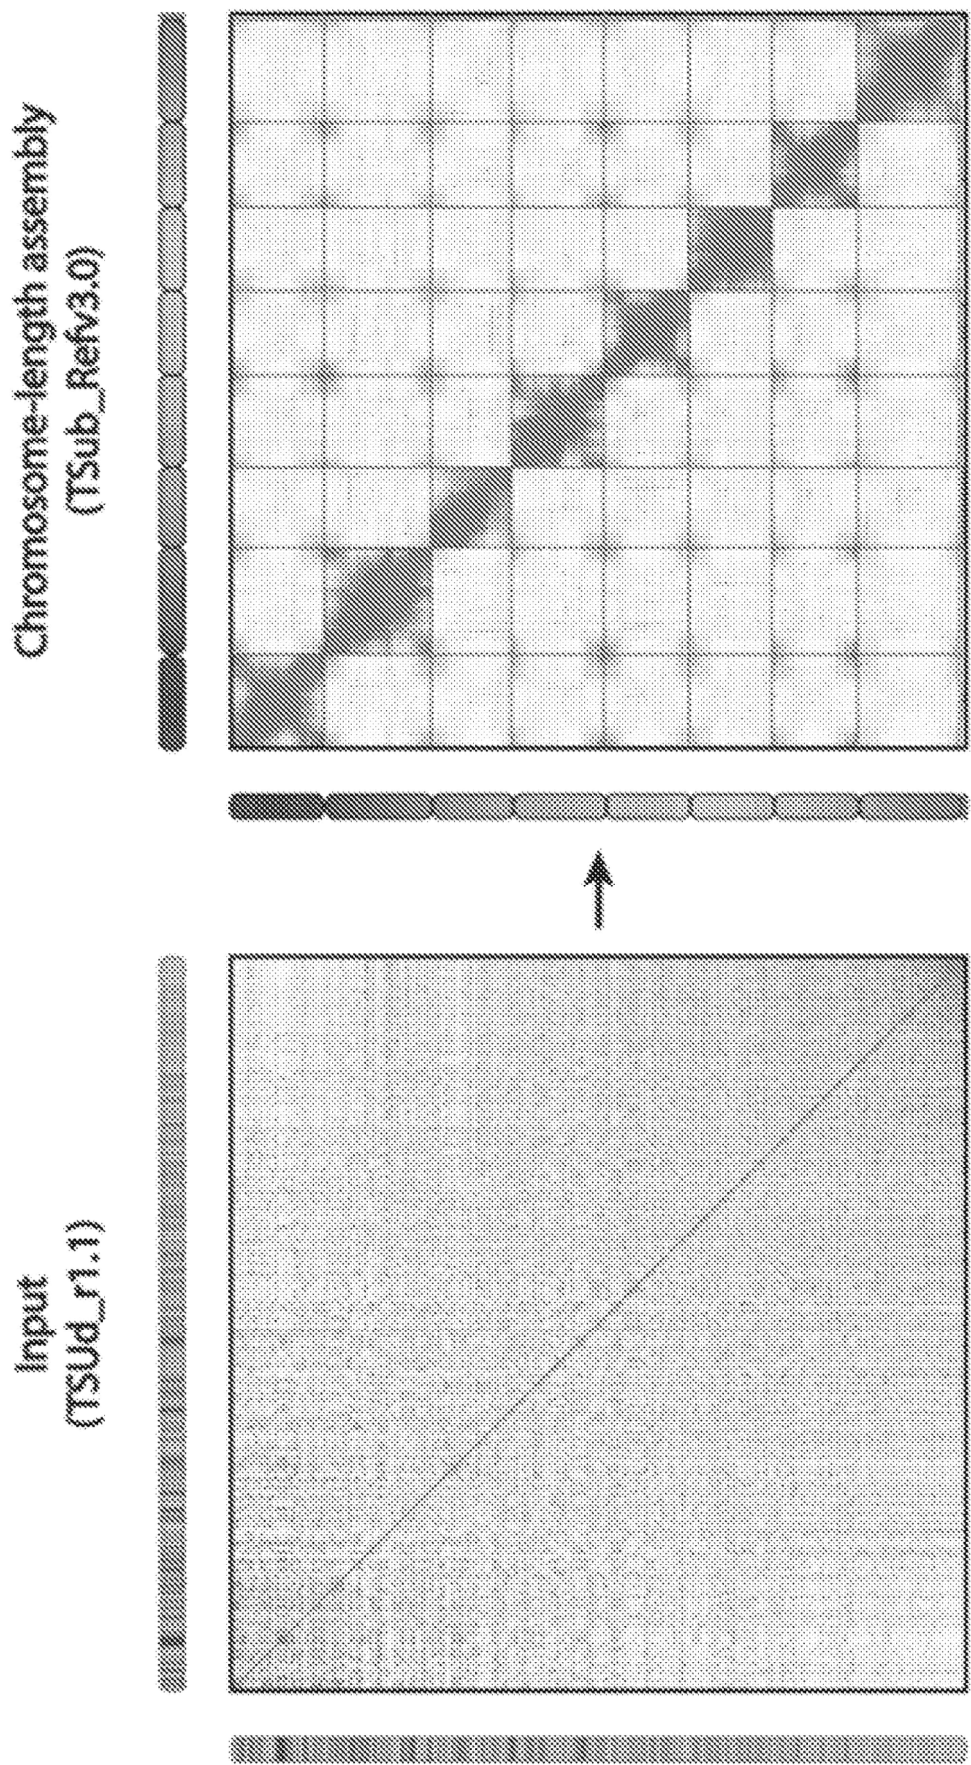 Input
(TSUd_r1.1)
Chromosome-length assembly
(TSub_Refv3.0)